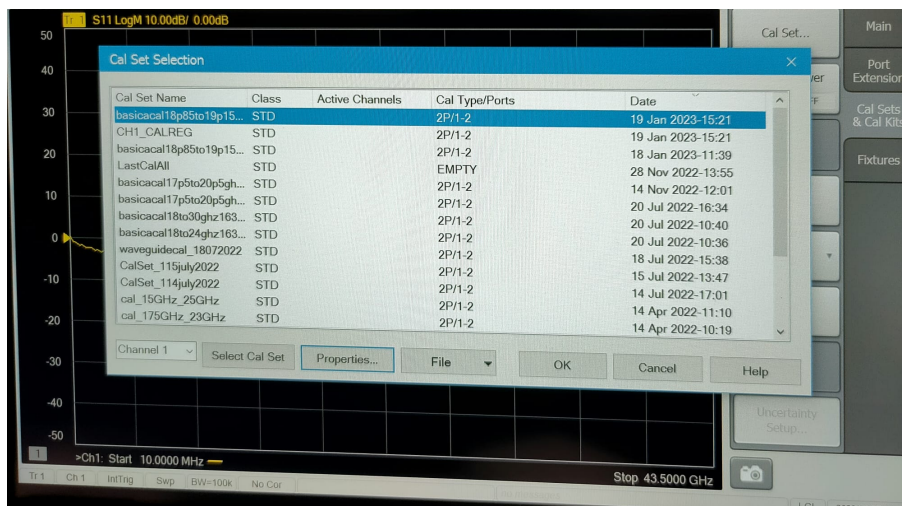 Tr 1 S11 LogM 10.00dB/ 0.00dB
50
40
30
20
10
0
-10
-20
-30
-40
-50
Cal Set Selection
Cal Set Name Class Active Channels Cal Type/Ports Date
basicacal18p85to19p15... STD 2P/1-2 19 Jan 2023-15:21
CH1_CALREG STD 2P/1-2 19 Jan 2023-15:21
basicacal18p85to19p15... STD 2P/1-2 18 Jan 2023-11:39
LastCalAll STD EMPTY 28 Nov 2022-13:55
basicacal17p5to20p5gh... STD 2P/1-2 14 Nov 2022-12:01
basicacal17p5to20p5gh... STD 2P/1-2 20 Jul 2022-16:34
basicacal18to30ghz163... STD 2P/1-2 20 Jul 2022-10:40
basicacal18to24ghz163... STD 2P/1-2 20 Jul 2022-10:36
waveguidecal_18072022 STD 2P/1-2 18 Jul 2022-15:38
CalSet_115july2022 STD 2P/1-2 15 Jul 2022-13:47
CalSet_114july2022 STD 2P/1-2 14 Jul 2022-17:01
cal_15GHz_25GHz STD 2P/1-2 14 Apr 2022-11:10
cal_175GHz_23GHz STD 2P/1-2 14 Apr 2022-10:19
Channel 1 Select Cal Set Properties... File OK Cancel Help
1 >Ch1: Start 10.0000 MHz Stop 43.5000 GHz
Tr 1 Ch 1 IntTrig Swp BW=100k No Cor
Cal Set...
Uncertainty
Setup...
Main
Port
Extension
Cal Sets
& Cal Kits
Fixtures